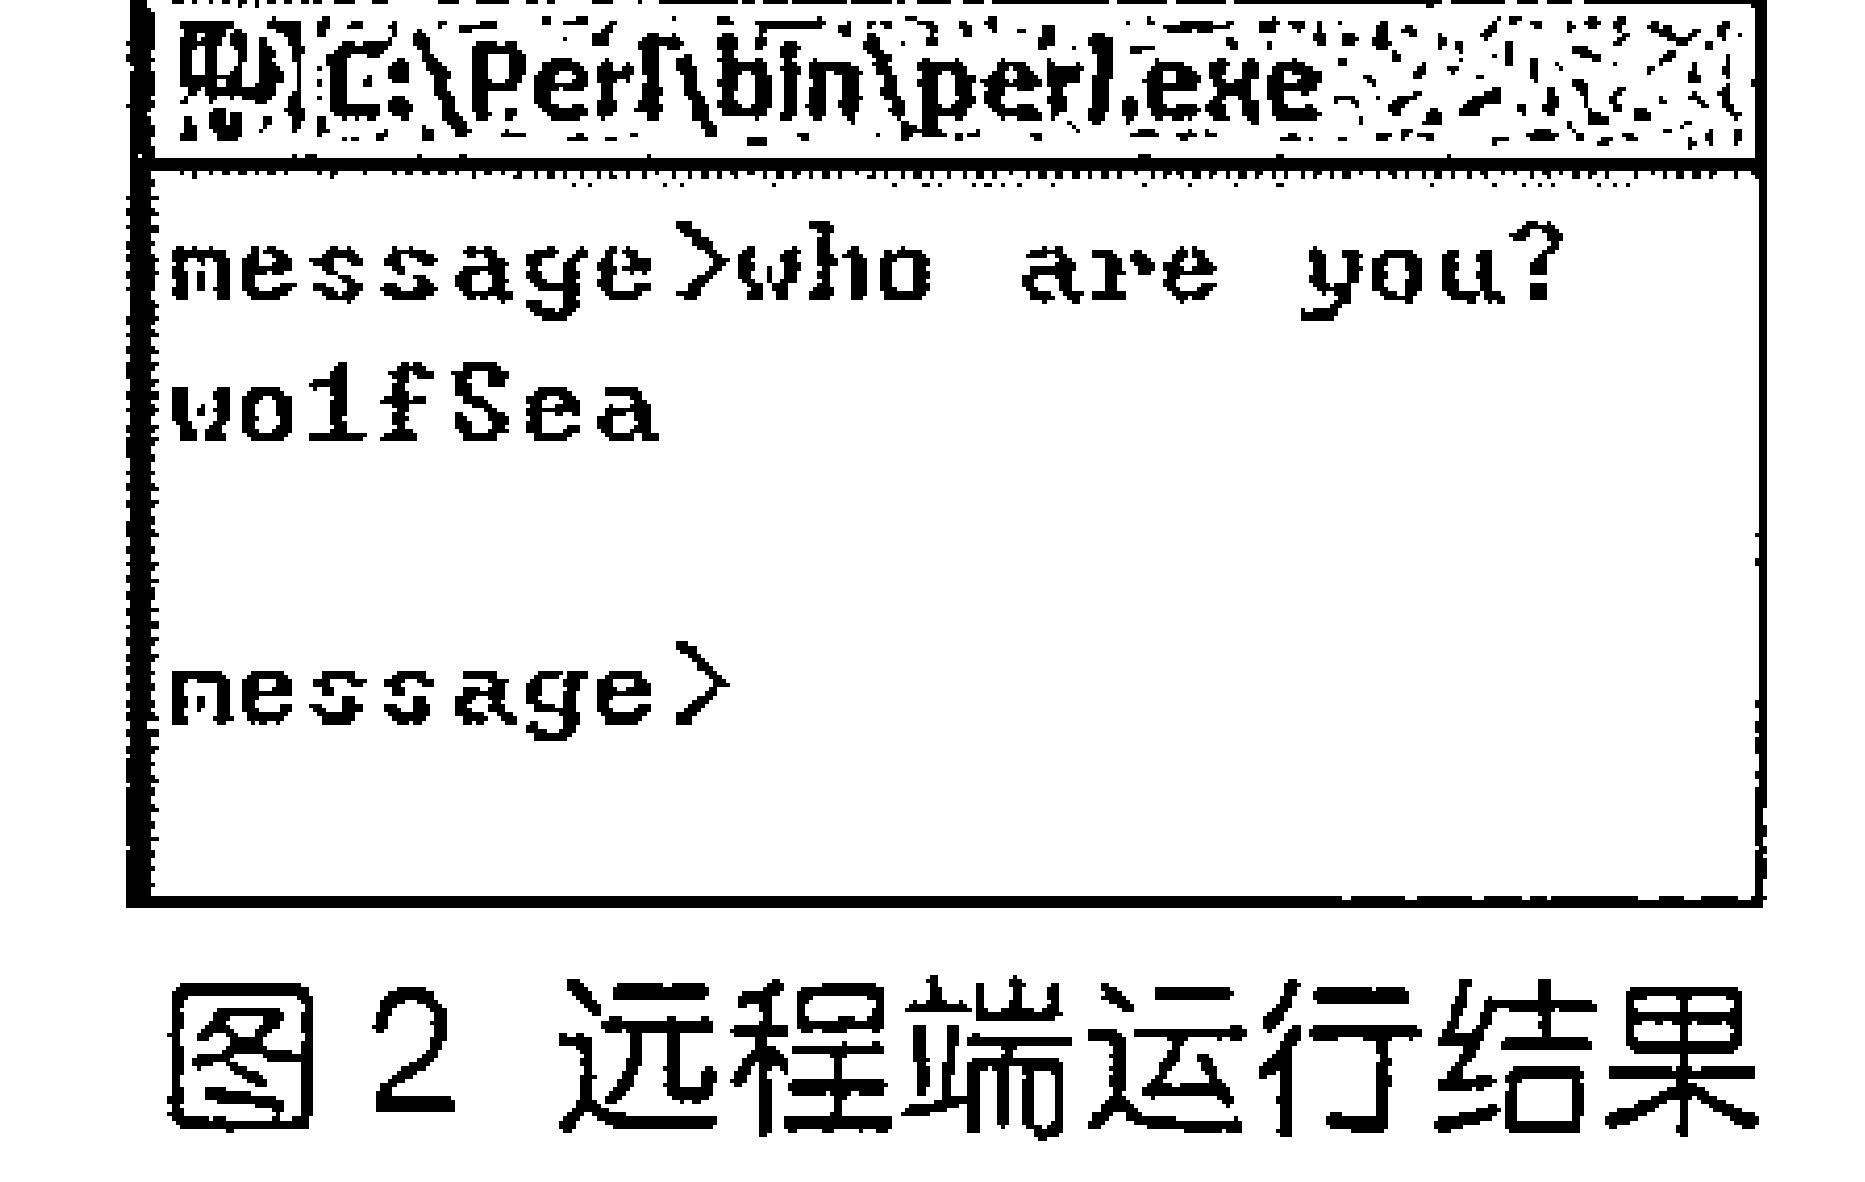 C:\Perl\bin\perl.exe
message>who are you?
wolfSea
message>
图 2 远程端运行结果